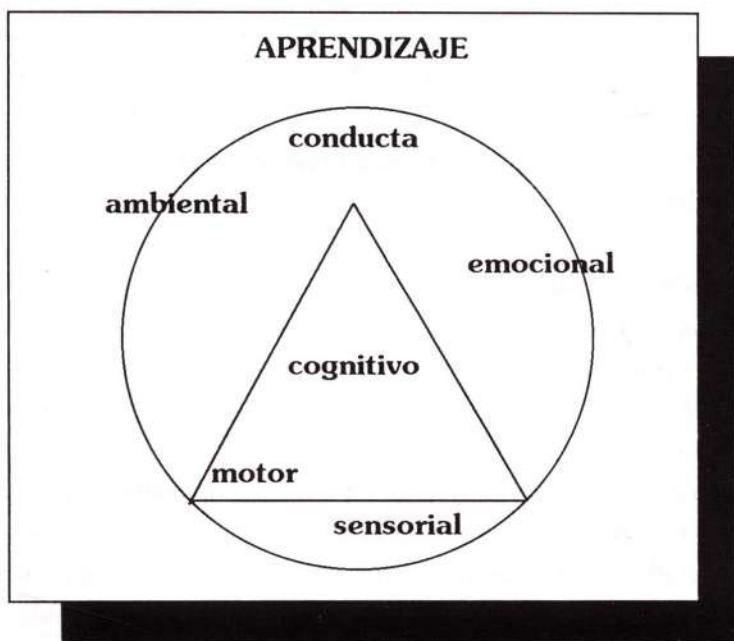 APRENDIZAJE
conducta
ambiental
emocional
cognitivo
motor
sensorial